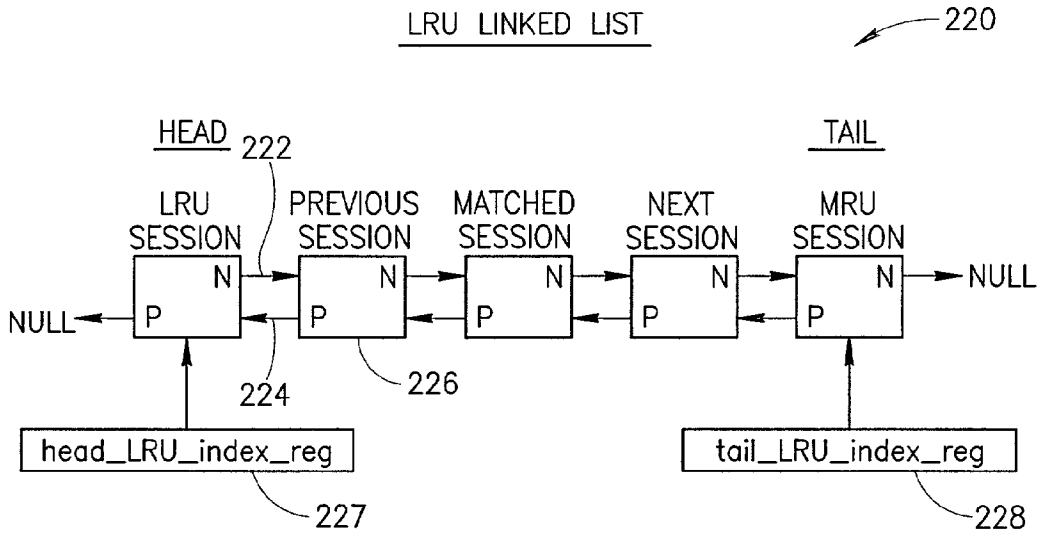 LRU LINKED LIST
220
HEAD
TAIL
222
LRU SESSION
PREVIOUS SESSION
MATCHED SESSION
NEXT SESSION
MRU SESSION
N
N
N
N
N
NULL
NULL
P
P
P
P
P
224
226
head_LRU_index_reg
tail_LRU_index_reg
227
228